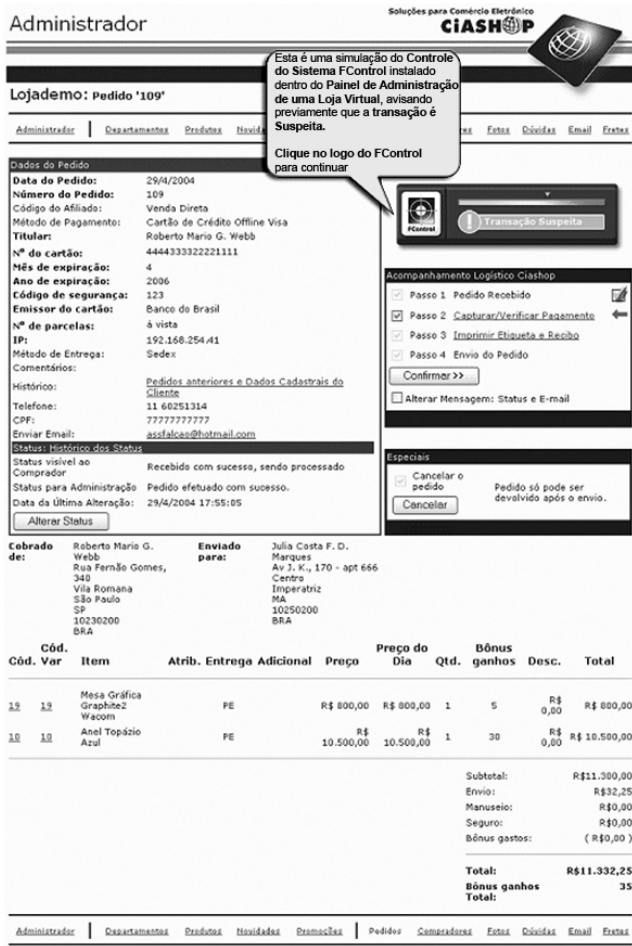 Administrador
Soluções para Comércio Eletrônico
CiASHOP
Esta é uma simulação do Controle
do Sistema FControl instalado
dentro do Painel de Administração
de uma Loja Virtual, avisando
previamente que a transação é
Suspeita.
Clique no logo do FControl
para continuar
Lojademo: Pedido '109'
Administrador | Departamentos Produtos Fotos Dúvidas Email Fretes
Dados do Pedido
Data do Pedido: 29/4/2004
Número do Pedido: 109
Código do Afiliado: Venda Direta
Método de Pagamento: Cartão de Crédito Offline Visa
Titular: Roberto Mario G. Webb
Nº do cartão: 4444333322221111
Mês de expiração: 4
Ano de expiração: 2006
Código de segurança: 123
Emissor do cartão: Banco do Brasil
Nº de parcelas: à vista
IP: 192.168.254.41
Método de Entrega: Sedex
Comentários:
Histórico: Pedidos anteriores e Dados Cadastrais do
Cliente
Telefone: 11 60251314
CPF: 77777777777
Enviar Email: assfalcao@hotmail.com
Status: Histórico dos Status
Status visível ao
Comprador Recebido com sucesso, sendo processado
Status para Administração Pedido efetuado com sucesso.
Data da Última Alteração: 29/4/2004 17:55:05
Alterar Status
FControl
Transação Suspeita
Acompanhamento Logístico Ciashop
Passo 1 Pedido Recebido
Passo 2 Capturar/Verificar Pagamento
Passo 3 Imprimir Etiqueta e Recibo
Passo 4 Envio do Pedido
Confirmar >>
Alterar Mensagem: Status e E-mail
Especiais
Cancelar o
pedido
Pedido só pode ser
devolvido após o envio.
Cancelar
Cobrado
de:
Roberto Mario G.
Webb
Rua Fernão Gomes,
340
Vila Romana
São Paulo
SP
10230200
BRA
Enviado
para:
Julia Costa F. D.
Marques
Av J. K., 170 - apt 666
Centro
Imperatriz
MA
10250200
BRA
Cód. Cód. Var Item Atrib. Entrega Adicional Preço Preço do Dia Qtd. Bônus ganhos Desc. Total
19 19 Mesa Gráfica Graphite2 Wacom PE R$ 800,00 R$ 800,00 1 5 R$ 0,00 R$ 800,00
10 10 Anel Topázio Azul PE R$ 10.500,00 R$ 10.500,00 1 30 R$ 0,00 R$ 10.500,00
Subtotal: R$11.300,00
Envio: R$32,25
Manuseio: R$0,00
Seguro: R$0,00
Bônus gastos: ( R$0,00 )
Total: R$11.332,25
Bônus ganhos 35
Total:
Administrador | Departamentos Produtos Novidades Promoções | Pedidos Compradores Fotos Dúvidas Email Fretes